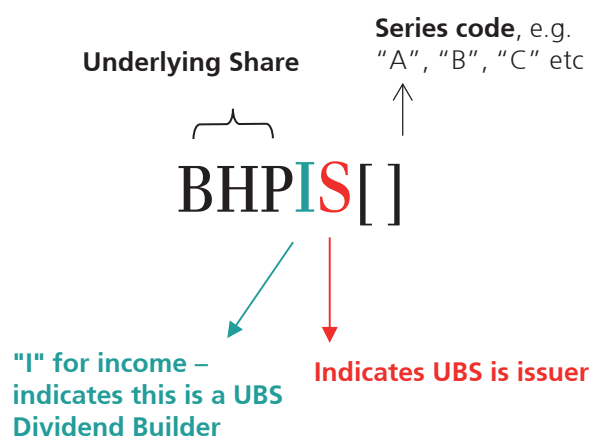 Series code, e.g.
“A”, “B”, “C” etc
Underlying Share
BHPIS[ ]
"I" for income –
indicates this is a UBS
Dividend Builder
Indicates UBS is issuer